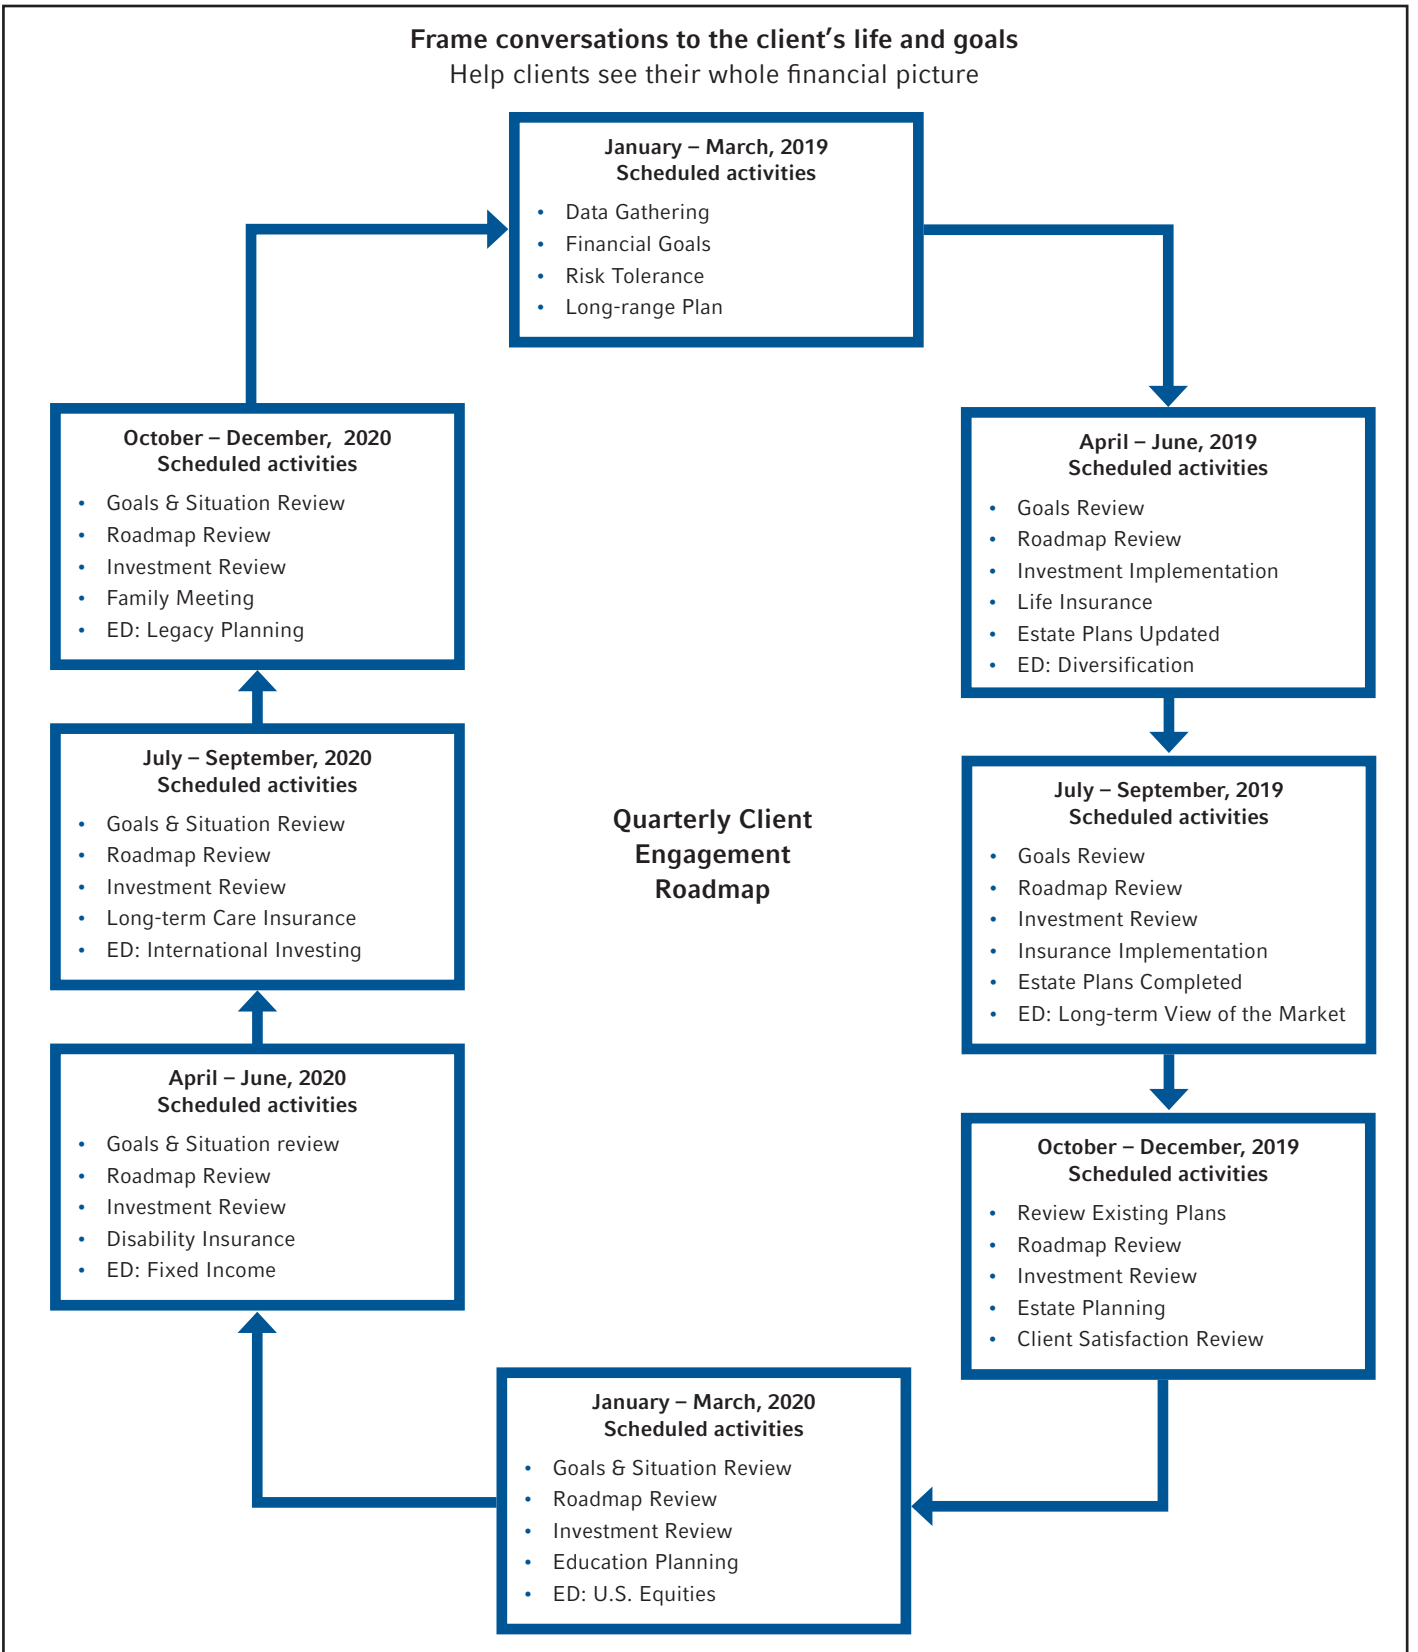 Frame conversations to the client's life and goals
Help clients see their whole financial picture
January – March, 2019
Scheduled activities
• Data Gathering
• Financial Goals
• Risk Tolerance
• Long-range Plan
April – June, 2019
Scheduled activities
• Goals Review
• Roadmap Review
• Investment Implementation
• Life Insurance
• Estate Plans Updated
• ED: Diversification
July – September, 2019
Scheduled activities
• Goals Review
• Roadmap Review
• Investment Review
• Insurance Implementation
• Estate Plans Completed
• ED: Long-term View of the Market
October – December, 2019
Scheduled activities
• Review Existing Plans
• Roadmap Review
• Investment Review
• Estate Planning
• Client Satisfaction Review
January – March, 2020
Scheduled activities
• Goals & Situation Review
• Roadmap Review
• Investment Review
• Education Planning
• ED: U.S. Equities
April – June, 2020
Scheduled activities
• Goals & Situation review
• Roadmap Review
• Investment Review
• Disability Insurance
• ED: Fixed Income
July – September, 2020
Scheduled activities
• Goals & Situation Review
• Roadmap Review
• Investment Review
• Long-term Care Insurance
• ED: International Investing
October – December, 2020
Scheduled activities
• Goals & Situation Review
• Roadmap Review
• Investment Review
• Family Meeting
• ED: Legacy Planning
Quarterly Client
Engagement
Roadmap